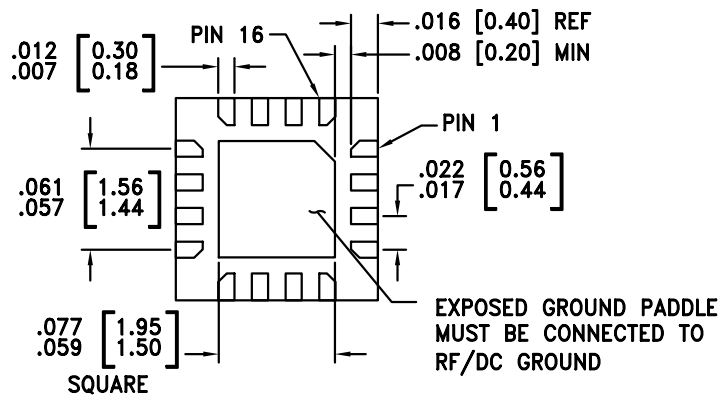 PIN 16
.016 [0.40] REF
.008 [0.20] MIN
.012 [0.30]
.007 [0.18]
PIN 1
.022 [0.56]
.017 [0.44]
.061 [1.56]
.057 [1.44]
EXPOSED GROUND PADDLE
MUST BE CONNECTED TO
RF/DC GROUND
.077 [1.95]
.059 [1.50]
SQUARE